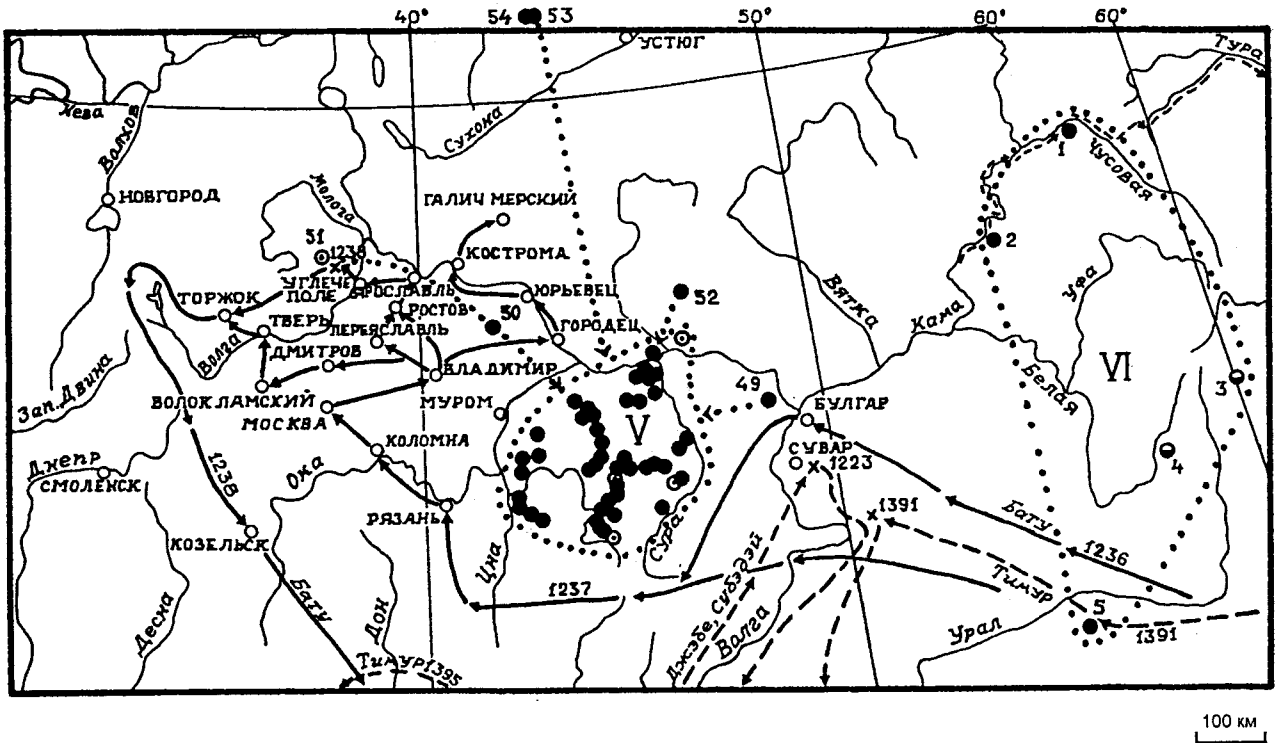 40°
54
53
50°
60°
60°
УСТЮГ
ТУРА
Нева
Волхов
Сухона
1
Чусовая
НОВГОРОД
Молога
ГАЛИЧ МЕРСКИЙ
2
51
1238
КОСТРОМА
УГЛЕЧЕ
ПОЛЕ
ЯРОСЛАВЛЬ
ЮРЬЕВЕЦ
52
Вятка
Кама
Уфа
ТОРЖОК
РОСТОВ
50
ГОРОДЕЦ
ТВЕРЬ
ПЕРЕЯСЛАВЛЬ
Волга
ДМИТРОВ
ВЛАДИМИР
Зап. Двина
49
Белая
VI
3
ВОЛОКЛАМСКИЙ
МУРОМ
БУЛГАР
МОСКВА
V
КОЛОМНА
СУВАР
1223
4
ДНЕПР
СМОЛЕНСК
1238
Ока
РЯЗАНЬ
1391
Бату
КОЗЕЛЬСК
Цна
Сура
1236
Бату
1237
Тимур
Десна
Дон
Джэбе, Субэдэй
Волга
Урал
5
1391
Тимур 1395
100 км